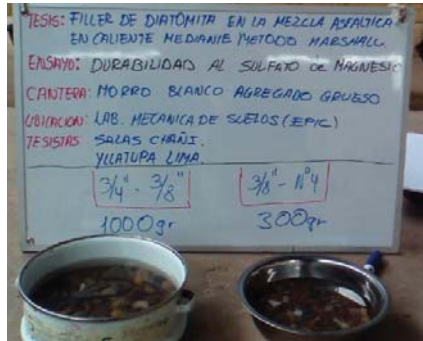 TESIS: FILLER DE DIATÓMITA EN LA MEZCLA ASFALTICA
EN CALIENTE MEDIANTE METODO MARSHALL.
ENSAYO: DURABILIDAD AL SULFATO de MAGNESIO
CANTERA: MORRO BLANCO AGREGADO GRUESO
UBICACION: LAB. MECANICA DE SUELOS (EPIC)
TESISTAS SALAS CHAÑI.
YLLATUPA LIMA.
3/4" - 3/8" 3/8" - Nº4
1000gr 300gr